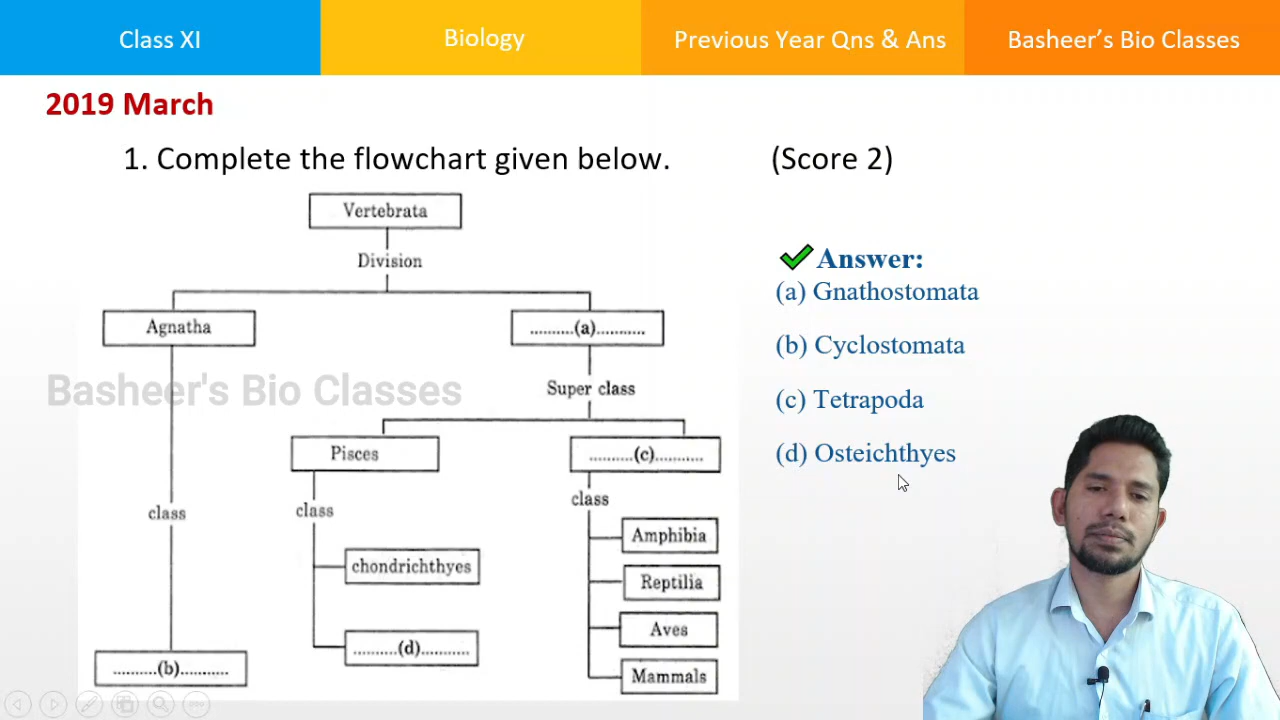 Class XI
Biology
Previous Year Qns & Ans
Basheer's Bio Classes
2019 March
1. Complete the flowchart given below. (Score 2)
Vertebrata
Division
Agnatha
..........(a)...........
Super class
Pisces
..........(c)...........
class
class
class
Amphibia
chondrichthyes
Reptilia
Aves
..........(d)...........
..........(b)...........
Mammals
Basheer's Bio Classes
Answer:
(a) Gnathostomata
(b) Cyclostomata
(c) Tetrapoda
(d) Osteichthyes